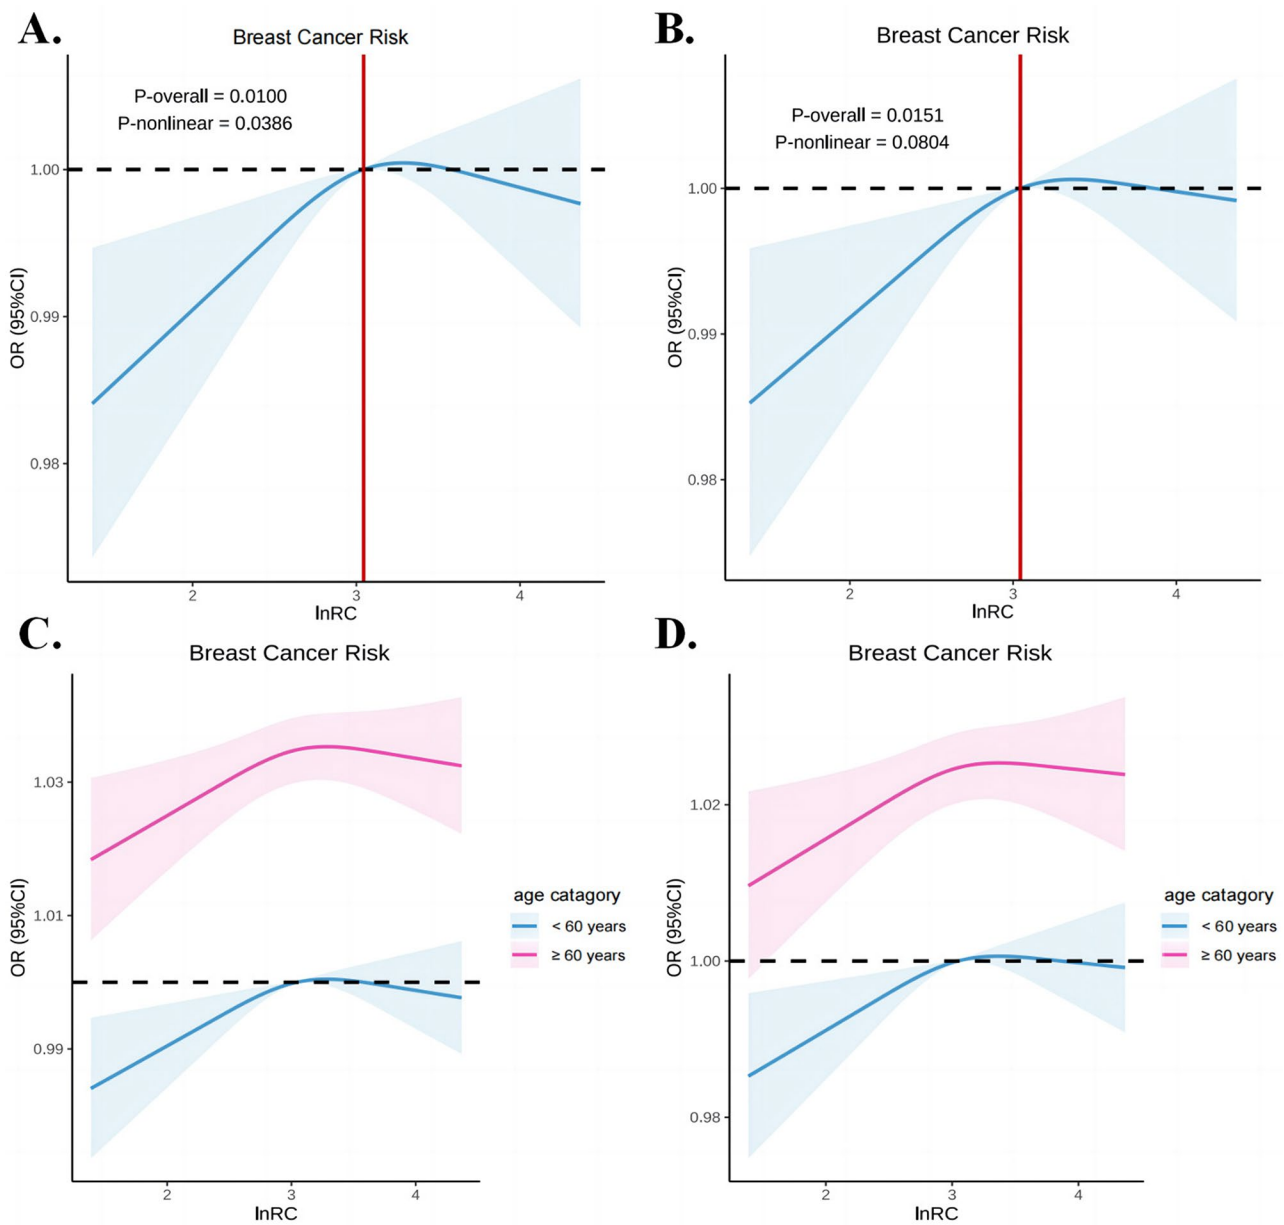 A.
Breast Cancer Risk
P-overall = 0.0100
P-nonlinear = 0.0386
1.00
0.99
0.98
OR (95%CI)
2
3
4
lnRC
B.
Breast Cancer Risk
P-overall = 0.0151
P-nonlinear = 0.0804
1.00
0.99
0.98
OR (95%CI)
2
3
4
lnRC
C.
Breast Cancer Risk
1.03
1.01
0.99
OR (95%CI)
2
3
4
lnRC
age catagory
< 60 years
≥ 60 years
D.
Breast Cancer Risk
1.02
1.00
0.98
OR (95%CI)
2
3
4
lnRC
age catagory
< 60 years
≥ 60 years